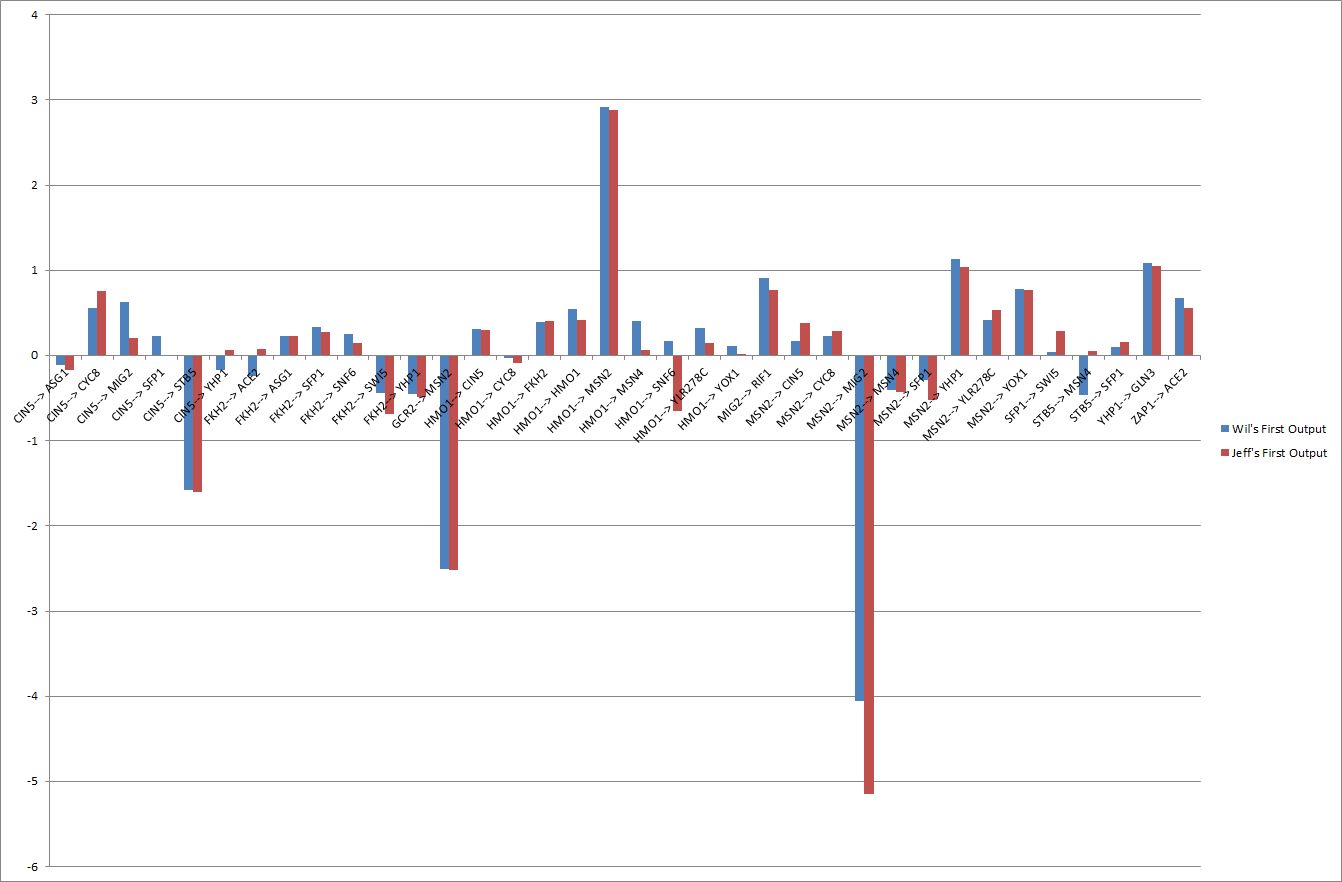 4
3
2
1
0
-1
-2
-3
-4
-5
-6
CIN5--> ASG1
CIN5--> CYC8
CIN5--> MIG2
CIN5--> SFP1
CIN5--> STB5
CIN5--> YHP1
FKH2--> ACE2
FKH2--> ASG1
FKH2--> SFP1
FKH2--> SNF6
FKH2--> SWI5
FKH2--> YHP1
GCR2--> MSN2
HMO1--> CIN5
HMO1--> CYC8
HMO1--> FKH2
HMO1--> HMO1
HMO1--> MSN2
HMO1--> MSN4
HMO1--> SNF6
HMO1--> YLR278C
HMO1--> YOX1
MIG2--> RIF1
MSN2--> CIN5
MSN2--> CYC8
MSN2--> MIG2
MSN2--> MSN4
MSN2--> SFP1
MSN2--> YHP1
MSN2--> YLR278C
MSN2--> YOX1
SFP1--> SWI5
STB5--> MSN4
STB5--> SFP1
YHP1--> GLN3
ZAP1--> ACE2
Wil's First Output
Jeff's First Output